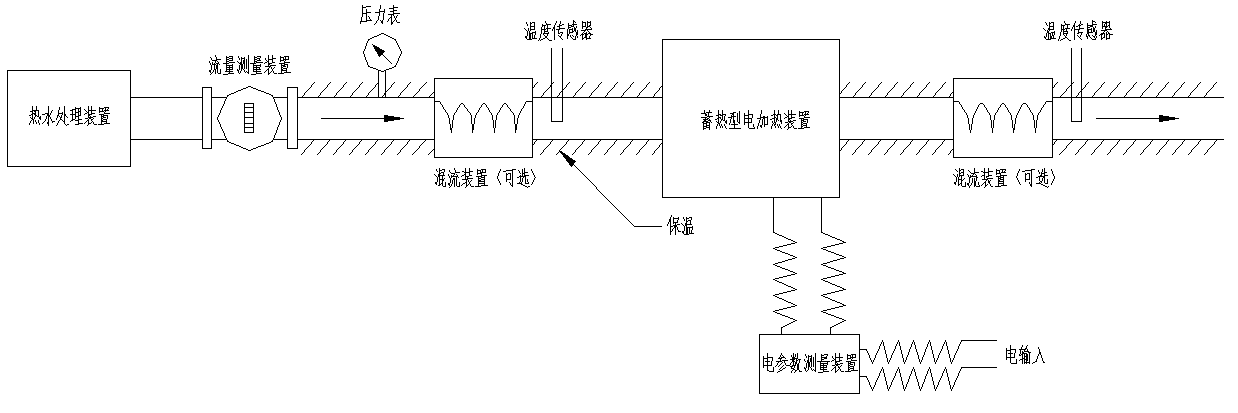 压力表
温度传感器
温度传感器
流量测量装置
热水处理装置
蓄热型电加热装置
混流装置(可选)
混流装置(可选)
保温
电参数测量装置
电输入